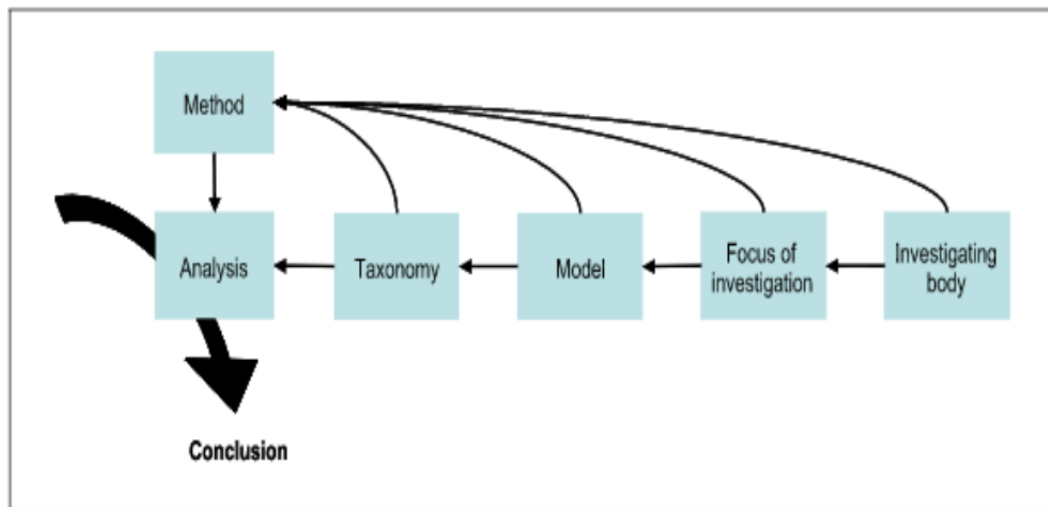 Method
Analysis
Taxonomy
Model
Focus of
investigation
Investigating
body
Conclusion